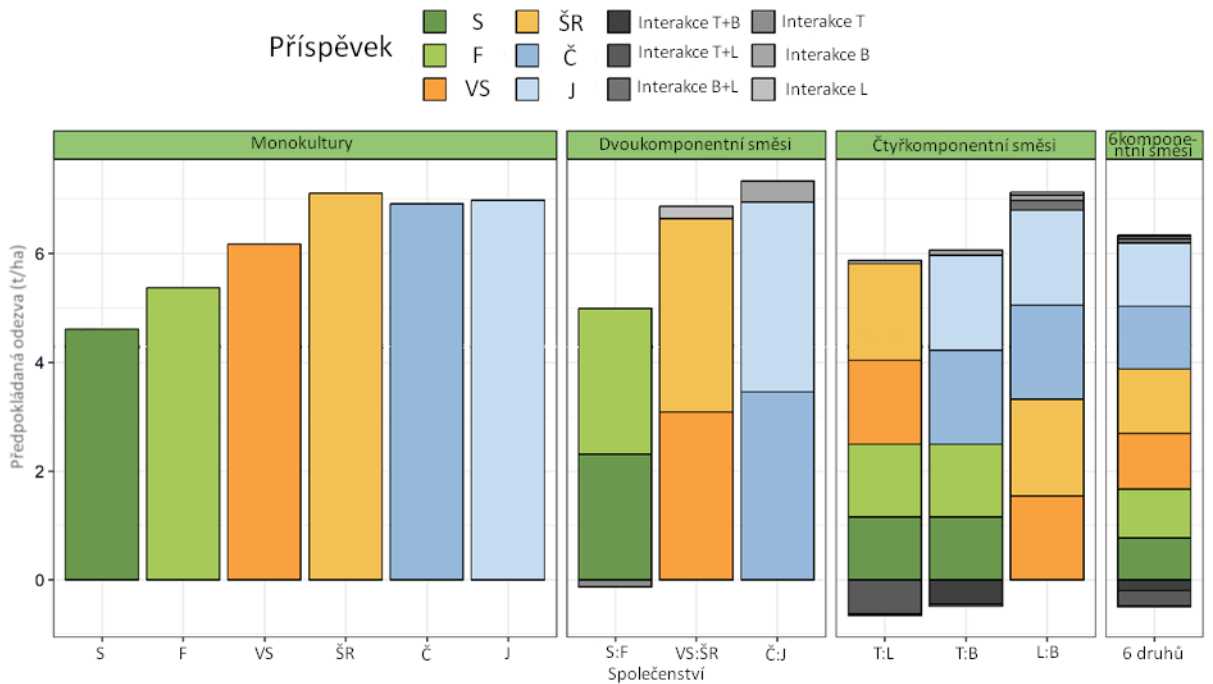 Příspěvek
S ŠR Interakce T+B Interakce T
F Č Interakce T+L Interakce B
VS J Interakce B+L Interakce L
Monokultury Dvoukomponentní směsi Čtyřkomponentní směsi 6kompone-
ntní směsi
Předpokládaná odezva (t/ha)
6
4
2
0
S F VS ŠR Č J S:F VS:ŠR Č:J T:L T:B L:B 6 druhů
Společenství